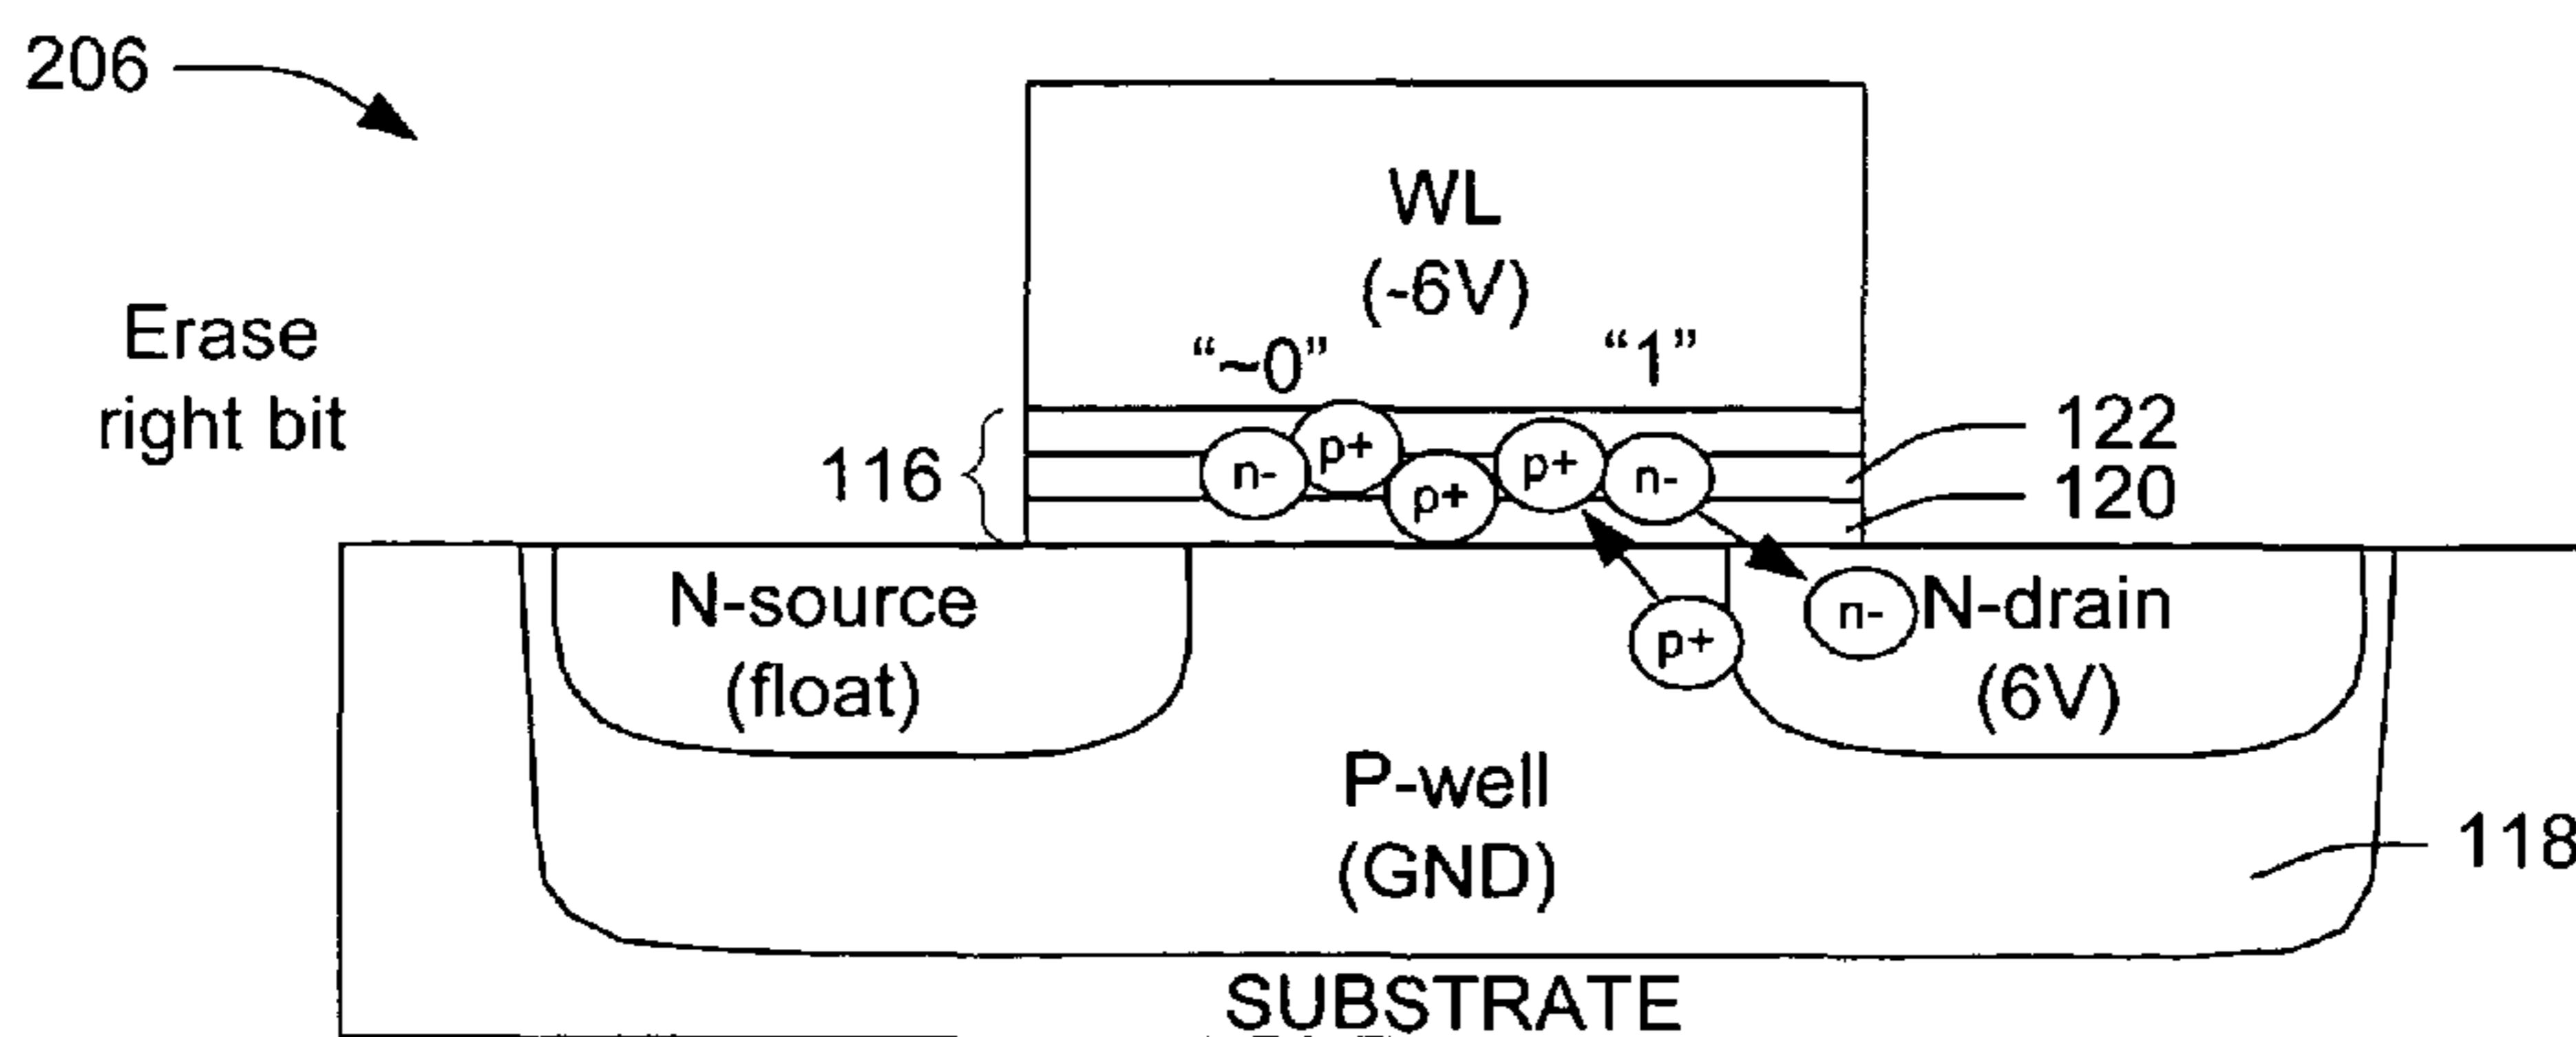 206
Erase
right bit
WL
(-6V)
“~0”
“1”
116
n-
p+
p+
p+
n-
122
120
N-source
(float)
p+
n-
N-drain
(6V)
P-well
(GND)
118
SUBSTRATE